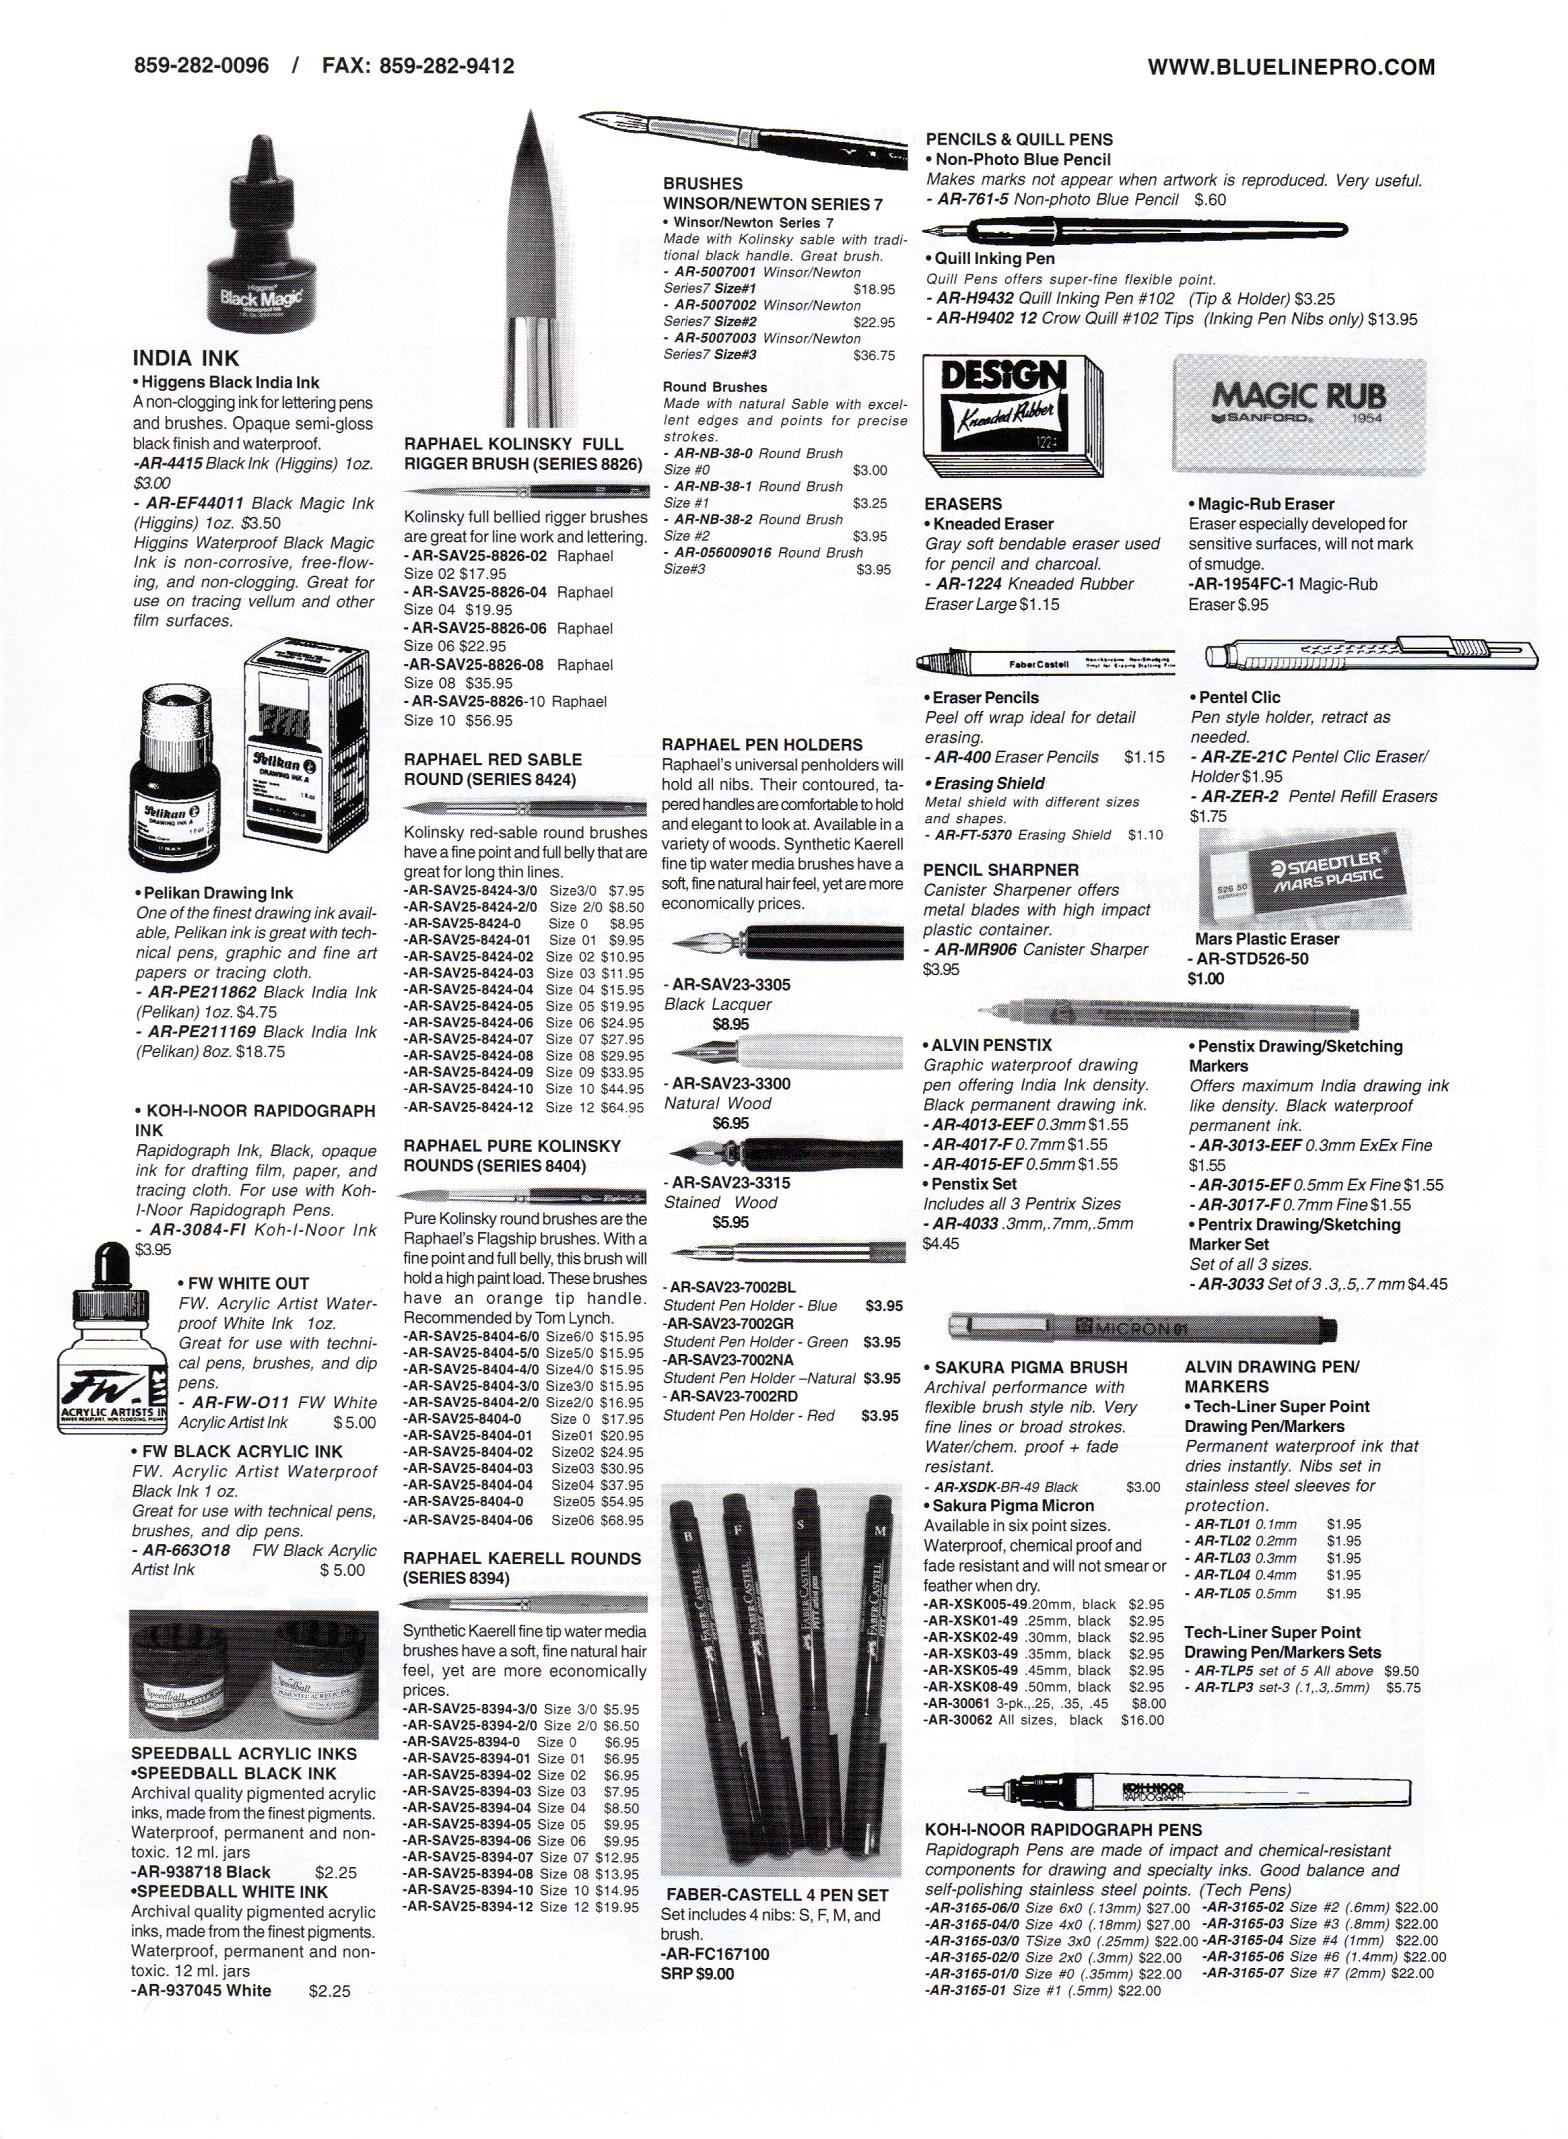 859-282-0096 / FAX: 859-282-9412
WWW.BLUELINEPRO.COM
Higgins
Black Magic
Waterproof Ink
INDIA INK
• Higgens Black India Ink
A non-clogging ink for lettering pens
and brushes. Opaque semi-gloss
black finish and waterproof.
-AR-4415 Black Ink (Higgins) 1oz.
$3.00
- AR-EF44011 Black Magic Ink
(Higgins) 1oz. $3.50
Higgins Waterproof Black Magic
Ink is non-corrosive, free-flow-
ing, and non-clogging. Great for
use on tracing vellum and other
film surfaces.
Pelikan
DRAWING INK A
Pelikan
DRAWING INK A
• Pelikan Drawing Ink
One of the finest drawing ink avail-
able, Pelikan ink is great with tech-
nical pens, graphic and fine art
papers or tracing cloth.
- AR-PE211862 Black India Ink
(Pelikan) 1oz. $4.75
- AR-PE211169 Black India Ink
(Pelikan) 8oz. $18.75
• KOH-I-NOOR RAPIDOGRAPH
INK
Rapidograph Ink, Black, opaque
ink for drafting film, paper, and
tracing cloth. For use with Koh-
I-Noor Rapidograph Pens.
- AR-3084-FI Koh-I-Noor Ink
$3.95
FW. INK
ACRYLIC ARTISTS IN
• FW WHITE OUT
FW. Acrylic Artist Water-
proof White Ink 1oz.
Great for use with techni-
cal pens, brushes, and dip
pens.
- AR-FW-O11 FW White
Acrylic Artist Ink $ 5.00
• FW BLACK ACRYLIC INK
FW. Acrylic Artist Waterproof
Black Ink 1 oz.
Great for use with technical pens,
brushes, and dip pens.
- AR-663O18 FW Black Acrylic
Artist Ink $ 5.00
Speedball
PIGMENTED ACRYLIC INK
Speedball
PIGMENTED ACRYLIC INK
SPEEDBALL ACRYLIC INKS
•SPEEDBALL BLACK INK
Archival quality pigmented acrylic
inks, made from the finest pigments.
Waterproof, permanent and non-
toxic. 12 ml. jars
-AR-938718 Black $2.25
•SPEEDBALL WHITE INK
Archival quality pigmented acrylic
inks, made from the finest pigments.
Waterproof, permanent and non-
toxic. 12 ml. jars
-AR-937045 White $2.25
RAPHAEL KOLINSKY FULL
RIGGER BRUSH (SERIES 8826)
Kolinsky full bellied rigger brushes
are great for line work and lettering.
- AR-SAV25-8826-02 Raphael
Size 02 $17.95
- AR-SAV25-8826-04 Raphael
Size 04 $19.95
- AR-SAV25-8826-06 Raphael
Size 06 $22.95
-AR-SAV25-8826-08 Raphael
Size 08 $35.95
- AR-SAV25-8826-10 Raphael
Size 10 $56.95
RAPHAEL RED SABLE
ROUND (SERIES 8424)
Kolinsky red-sable round brushes
have a fine point and full belly that are
great for long thin lines.
-AR-SAV25-8424-3/0 Size3/0 $7.95
-AR-SAV25-8424-2/0 Size 2/0 $8.50
-AR-SAV25-8424-0 Size 0 $8.95
-AR-SAV25-8424-01 Size 01 $9.95
-AR-SAV25-8424-02 Size 02 $10.95
-AR-SAV25-8424-03 Size 03 $11.95
-AR-SAV25-8424-04 Size 04 $15.95
-AR-SAV25-8424-05 Size 05 $19.95
-AR-SAV25-8424-06 Size 06 $24.95
-AR-SAV25-8424-07 Size 07 $27.95
-AR-SAV25-8424-08 Size 08 $29.95
-AR-SAV25-8424-09 Size 09 $33.95
-AR-SAV25-8424-10 Size 10 $44.95
-AR-SAV25-8424-12 Size 12 $64.95
RAPHAEL PURE KOLINSKY
ROUNDS (SERIES 8404)
Pure Kolinsky round brushes are the
Raphael's Flagship brushes. With a
fine point and full belly, this brush will
hold a high paint load. These brushes
have an orange tip handle.
Recommended by Tom Lynch.
-AR-SAV25-8404-6/0 Size6/0 $15.95
-AR-SAV25-8404-5/0 Size5/0 $15.95
-AR-SAV25-8404-4/0 Size4/0 $15.95
-AR-SAV25-8404-3/0 Size3/0 $15.95
-AR-SAV25-8404-2/0 Size2/0 $16.95
-AR-SAV25-8404-0 Size 0 $17.95
-AR-SAV25-8404-01 Size01 $20.95
-AR-SAV25-8404-02 Size02 $24.95
-AR-SAV25-8404-03 Size03 $30.95
-AR-SAV25-8404-04 Size04 $37.95
-AR-SAV25-8404-0 Size05 $54.95
-AR-SAV25-8404-06 Size06 $68.95
RAPHAEL KAERELL ROUNDS
(SERIES 8394)
Synthetic Kaerell fine tip water media
brushes have a soft, fine natural hair
feel, yet are more economically
prices.
-AR-SAV25-8394-3/0 Size 3/0 $5.95
-AR-SAV25-8394-2/0 Size 2/0 $6.50
-AR-SAV25-8394-0 Size 0 $6.95
-AR-SAV25-8394-01 Size 01 $6.95
-AR-SAV25-8394-02 Size 02 $6.95
-AR-SAV25-8394-03 Size 03 $7.95
-AR-SAV25-8394-04 Size 04 $8.50
-AR-SAV25-8394-05 Size 05 $9.95
-AR-SAV25-8394-06 Size 06 $9.95
-AR-SAV25-8394-07 Size 07 $12.95
-AR-SAV25-8394-08 Size 08 $13.95
-AR-SAV25-8394-10 Size 10 $14.95
-AR-SAV25-8394-12 Size 12 $19.95
BRUSHES
WINSOR/NEWTON SERIES 7
• Winsor/Newton Series 7
Made with Kolinsky sable with tradi-
tional black handle. Great brush.
- AR-5007001 Winsor/Newton
Series7 Size#1 $18.95
- AR-5007002 Winsor/Newton
Series7 Size#2 $22.95
- AR-5007003 Winsor/Newton
Series7 Size#3 $36.75
Round Brushes
Made with natural Sable with excel-
lent edges and points for precise
strokes.
- AR-NB-38-0 Round Brush
Size #0 $3.00
- AR-NB-38-1 Round Brush
Size #1 $3.25
- AR-NB-38-2 Round Brush
Size #2 $3.95
- AR-056009016 Round Brush
Size#3 $3.95
RAPHAEL PEN HOLDERS
Raphael's universal penholders will
hold all nibs. Their contoured, ta-
pered handles are comfortable to hold
and elegant to look at. Available in a
variety of woods. Synthetic Kaerell
fine tip water media brushes have a
soft, fine natural hair feel, yet are more
economically prices.
- AR-SAV23-3305
Black Lacquer
$8.95
- AR-SAV23-3300
Natural Wood
$6.95
- AR-SAV23-3315
Stained Wood
$5.95
- AR-SAV23-7002BL
Student Pen Holder - Blue $3.95
-AR-SAV23-7002GR
Student Pen Holder - Green $3.95
-AR-SAV23-7002NA
Student Pen Holder –Natural $3.95
- AR-SAV23-7002RD
Student Pen Holder - Red $3.95
B F S M
FABER-CASTELL
PITT artist pen
FABER-CASTELL
PITT artist pen
FABER-CASTELL
PITT artist pen
FABER-CASTELL
PITT artist pen
FABER-CASTELL 4 PEN SET
Set includes 4 nibs: S, F, M, and
brush.
-AR-FC167100
SRP $9.00
PENCILS & QUILL PENS
• Non-Photo Blue Pencil
Makes marks not appear when artwork is reproduced. Very useful.
- AR-761-5 Non-photo Blue Pencil $.60
• Quill Inking Pen
Quill Pens offers super-fine flexible point.
- AR-H9432 Quill Inking Pen #102 (Tip & Holder) $3.25
- AR-H9402 12 Crow Quill #102 Tips (Inking Pen Nibs only) $13.95
DESiGN
Kneaded Rubber
1224
MAGIC RUB
SANFORD. 1954
ERASERS
• Kneaded Eraser
Gray soft bendable eraser used
for pencil and charcoal.
- AR-1224 Kneaded Rubber
Eraser Large $1.15
• Magic-Rub Eraser
Eraser especially developed for
sensitive surfaces, will not mark
of smudge.
-AR-1954FC-1 Magic-Rub
Eraser $.95
Faber Castell
• Eraser Pencils
Peel off wrap ideal for detail
erasing.
- AR-400 Eraser Pencils $1.15
• Erasing Shield
Metal shield with different sizes
and shapes.
- AR-FT-5370 Erasing Shield $1.10
PENCIL SHARPNER
Canister Sharpener offers
metal blades with high impact
plastic container.
- AR-MR906 Canister Sharper
$3.95
• Pentel Clic
Pen style holder, retract as
needed.
- AR-ZE-21C Pentel Clic Eraser/
Holder $1.95
- AR-ZER-2 Pentel Refill Erasers
$1.75
526 50
GERMANY
STAEDTLER
MARS PLASTIC
Mars Plastic Eraser
- AR-STD526-50
$1.00
• ALVIN PENSTIX
Graphic waterproof drawing
pen offering India Ink density.
Black permanent drawing ink.
- AR-4013-EEF 0.3mm $1.55
- AR-4017-F 0.7mm $1.55
- AR-4015-EF 0.5mm $1.55
• Penstix Set
Includes all 3 Pentrix Sizes
- AR-4033 .3mm,.7mm,.5mm
$4.45
• Penstix Drawing/Sketching
Markers
Offers maximum India drawing ink
like density. Black waterproof
permanent ink.
- AR-3013-EEF 0.3mm ExEx Fine
$1.55
- AR-3015-EF 0.5mm Ex Fine $1.55
- AR-3017-F 0.7mm Fine $1.55
• Pentrix Drawing/Sketching
Marker Set
Set of all 3 sizes.
- AR-3033 Set of 3 .3,.5,.7 mm $4.45
MICRON 01
• SAKURA PIGMA BRUSH
Archival performance with
flexible brush style nib. Very
fine lines or broad strokes.
Water/chem. proof + fade
resistant.
- AR-XSDK-BR-49 Black $3.00
• Sakura Pigma Micron
Available in six point sizes.
Waterproof, chemical proof and
fade resistant and will not smear or
feather when dry.
-AR-XSK005-49 .20mm, black $2.95
-AR-XSK01-49 .25mm, black $2.95
-AR-XSK02-49 .30mm, black $2.95
-AR-XSK03-49 .35mm, black $2.95
-AR-XSK05-49 .45mm, black $2.95
-AR-XSK08-49 .50mm, black $2.95
-AR-30061 3-pk.,.25, .35, .45 $8.00
-AR-30062 All sizes, black $16.00
ALVIN DRAWING PEN/
MARKERS
• Tech-Liner Super Point
Drawing Pen/Markers
Permanent waterproof ink that
dries instantly. Nibs set in
stainless steel sleeves for
protection.
- AR-TL01 0.1mm $1.95
- AR-TL02 0.2mm $1.95
- AR-TL03 0.3mm $1.95
- AR-TL04 0.4mm $1.95
- AR-TL05 0.5mm $1.95
Tech-Liner Super Point
Drawing Pen/Markers Sets
- AR-TLP5 set of 5 All above $9.50
- AR-TLP3 set-3 (.1,.3,.5mm) $5.75
KOH-I-NOOR
RAPIDOGRAPH
KOH-I-NOOR RAPIDOGRAPH PENS
Rapidograph Pens are made of impact and chemical-resistant
components for drawing and specialty inks. Good balance and
self-polishing stainless steel points. (Tech Pens)
-AR-3165-06/0 Size 6x0 (.13mm) $27.00 -AR-3165-02 Size #2 (.6mm) $22.00
-AR-3165-04/0 Size 4x0 (.18mm) $27.00 -AR-3165-03 Size #3 (.8mm) $22.00
-AR-3165-03/0 TSize 3x0 (.25mm) $22.00 -AR-3165-04 Size #4 (1mm) $22.00
-AR-3165-02/0 Size 2x0 (.3mm) $22.00 -AR-3165-06 Size #6 (1.4mm) $22.00
-AR-3165-01/0 Size #0 (.35mm) $22.00 -AR-3165-07 Size #7 (2mm) $22.00
-AR-3165-01 Size #1 (.5mm) $22.00